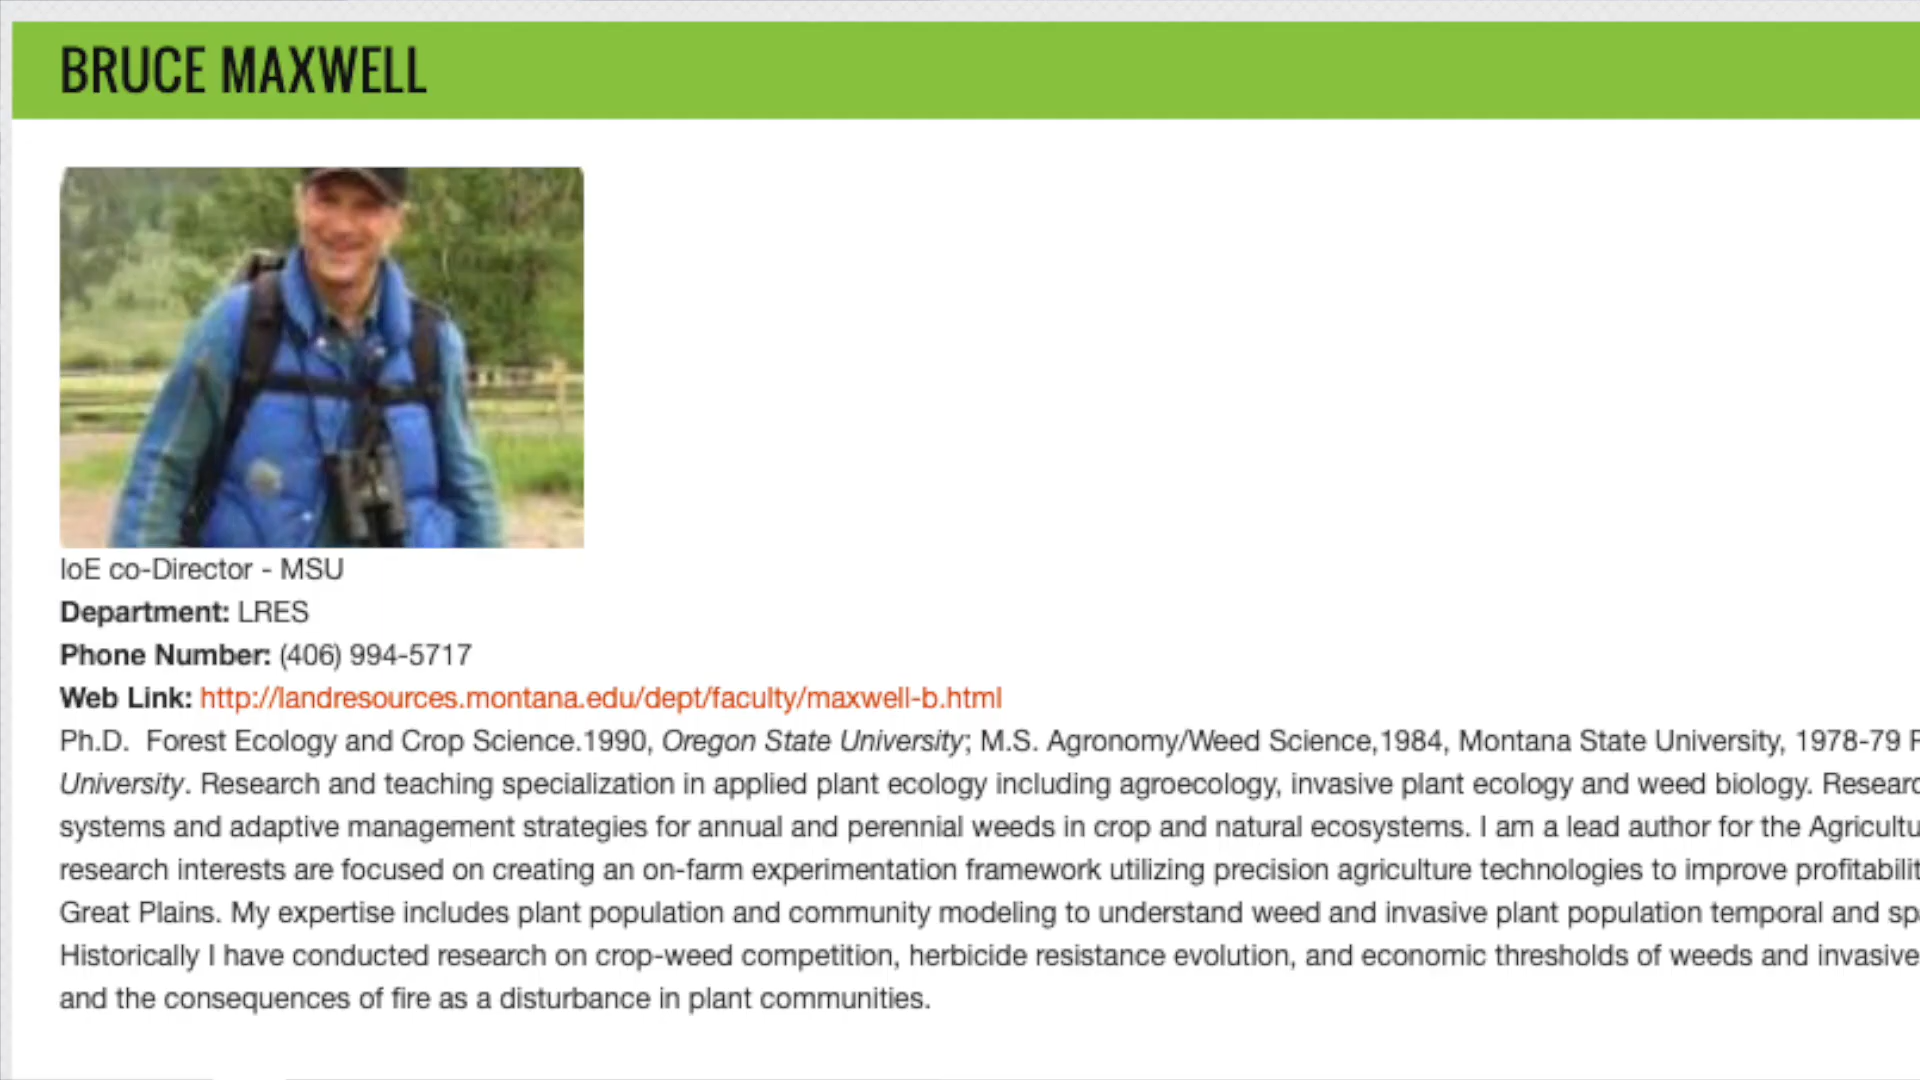 BRUCE MAXWELL
IoE co-Director - MSU
Department: LRES
Phone Number: (406) 994-5717
Web Link: http://landresources.montana.edu/dept/faculty/maxwell-b.html
Ph.D. Forest Ecology and Crop Science.1990, Oregon State University; M.S. Agronomy/Weed Science,1984, Montana State University, 1978-79
University. Research and teaching specialization in applied plant ecology including agroecology, invasive plant ecology and weed biology.
systems and adaptive management strategies for annual and perennial weeds in crop and natural ecosystems. I am a lead author for the
research interests are focused on creating an on-farm experimentation framework utilizing precision agriculture technologies to improve
Great Plains. My expertise includes plant population and community modeling to understand weed and invasive plant population temporal and
Historically I have conducted research on crop-weed competition, herbicide resistance evolution, and economic thresholds of weeds and invasive
and the consequences of fire as a disturbance in plant communities.